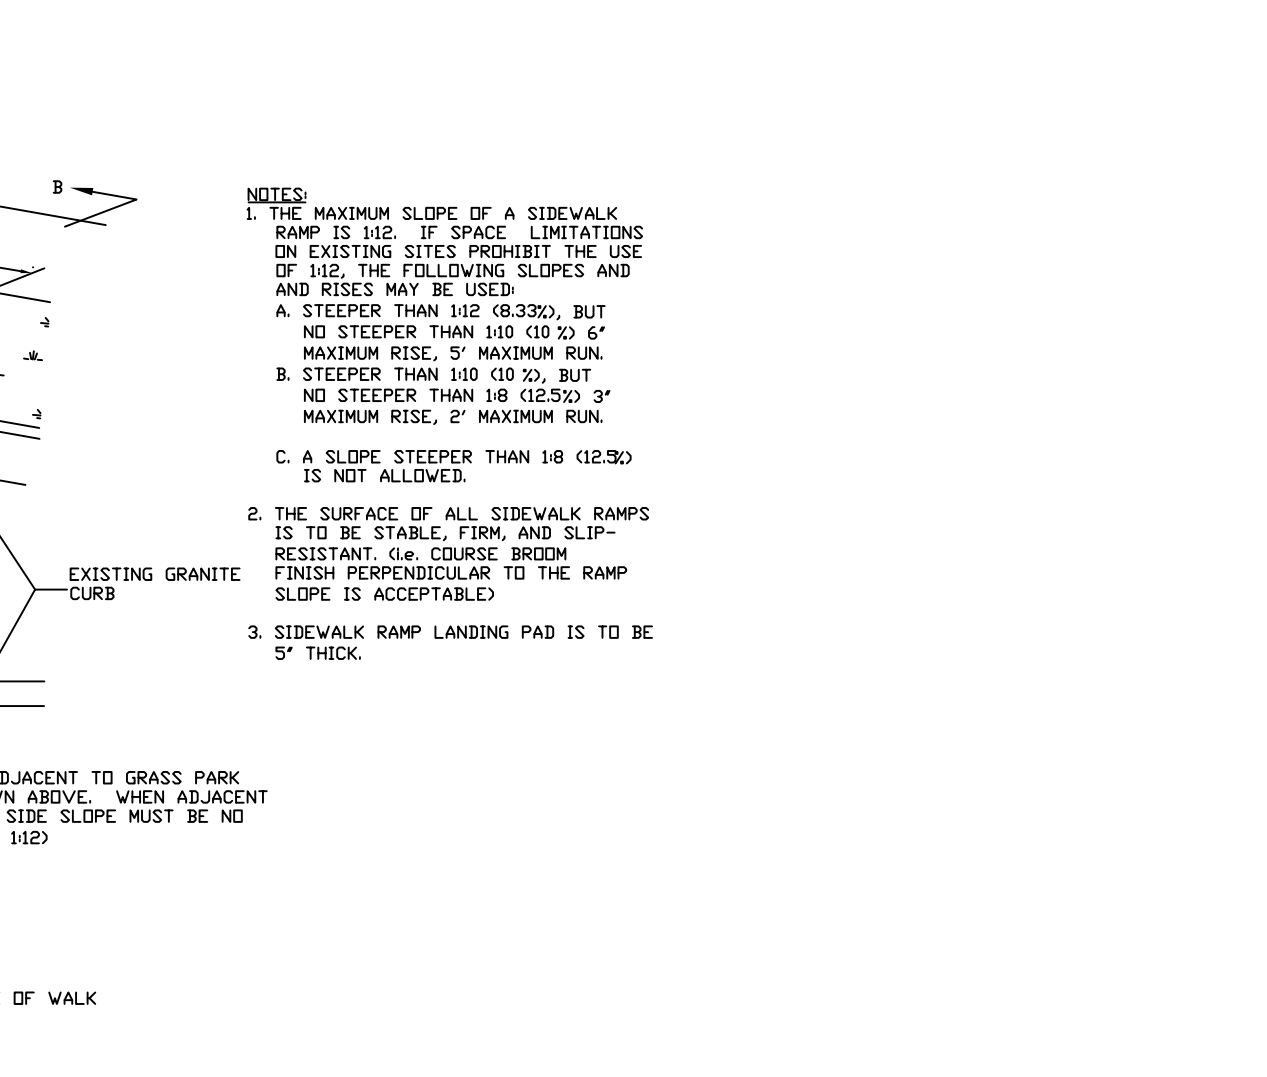 B
NOTES:
1. THE MAXIMUM SLOPE OF A SIDEWALK
RAMP IS 1:12. IF SPACE LIMITATIONS
ON EXISTING SITES PROHIBIT THE USE
OF 1:12, THE FOLLOWING SLOPES AND
AND RISES MAY BE USED:
A. STEEPER THAN 1:12 (8.33%), BUT
NO STEEPER THAN 1:10 (10 %) 6"
MAXIMUM RISE, 5' MAXIMUM RUN.
B. STEEPER THAN 1:10 (10 %), BUT
NO STEEPER THAN 1:8 (12.5%) 3"
MAXIMUM RISE, 2' MAXIMUM RUN.
C. A SLOPE STEEPER THAN 1:8 (12.5%)
IS NOT ALLOWED.
2. THE SURFACE OF ALL SIDEWALK RAMPS
IS TO BE STABLE, FIRM, AND SLIP-
RESISTANT. (i.e. COURSE BROOM
FINISH PERPENDICULAR TO THE RAMP
SLOPE IS ACCEPTABLE)
3. SIDEWALK RAMP LANDING PAD IS TO BE
5" THICK.
EXISTING GRANITE
CURB
DJACENT TO GRASS PARK
N ABOVE. WHEN ADJACENT
SIDE SLOPE MUST BE NO
1:12)
OF WALK